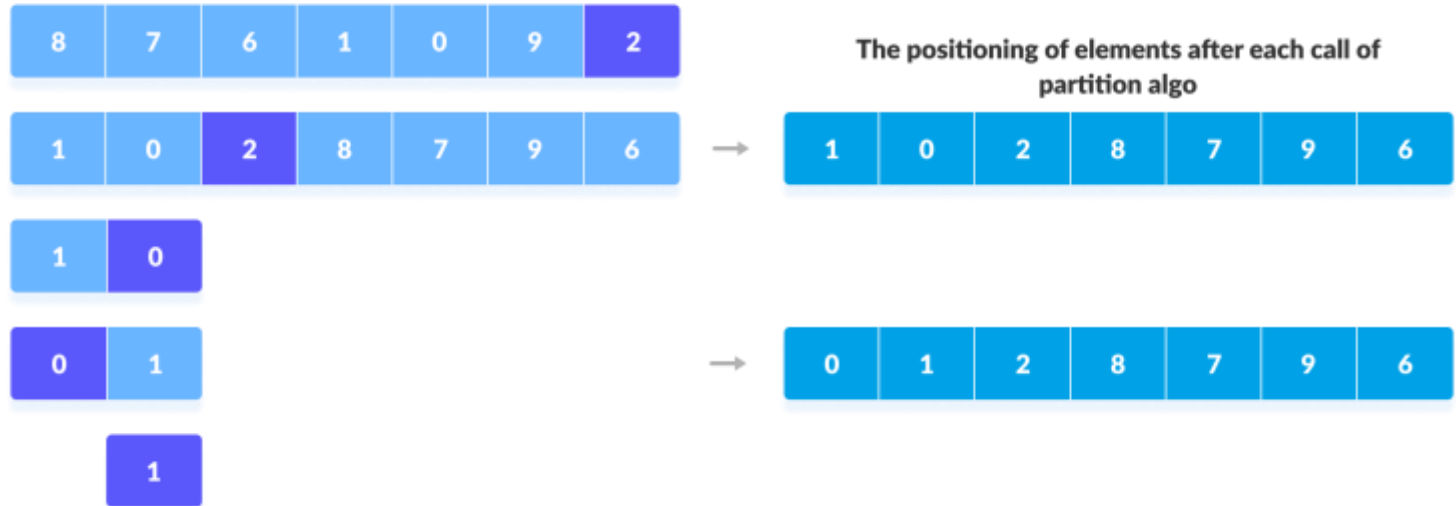 8 7 6 1 0 9 2
The positioning of elements after each call of
partition algo
1 0 2 8 7 9 6
1 0 2 8 7 9 6
1 0
0 1
0 1 2 8 7 9 6
1